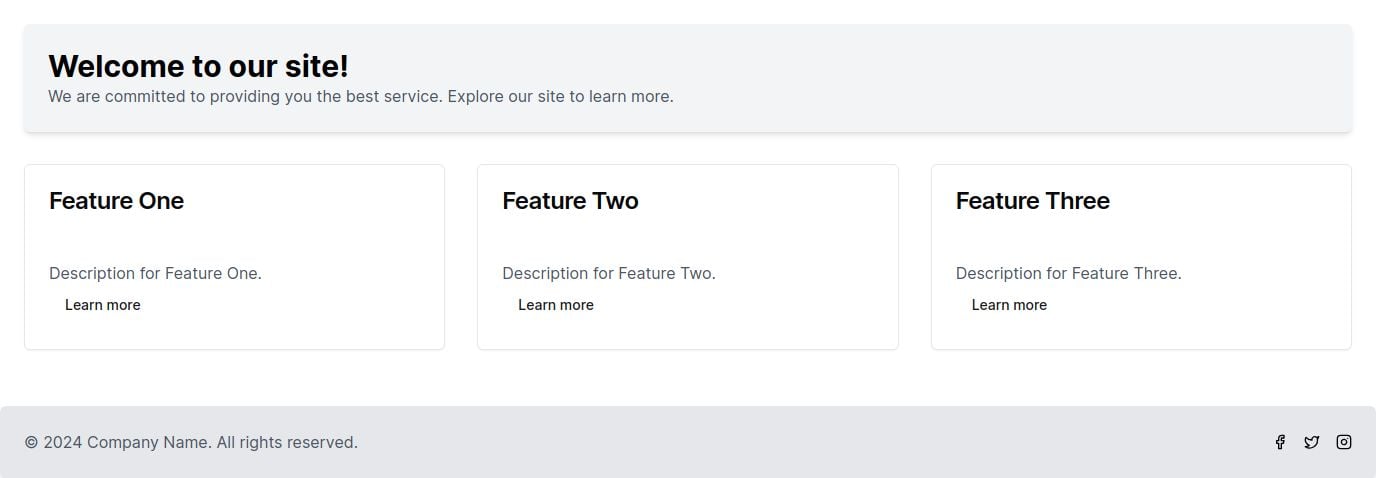 Welcome to our site!
We are committed to providing you the best service. Explore our site to learn more.
Feature One
Description for Feature One.
Learn more
Feature Two
Description for Feature Two.
Learn more
Feature Three
Description for Feature Three.
Learn more
© 2024 Company Name. All rights reserved.